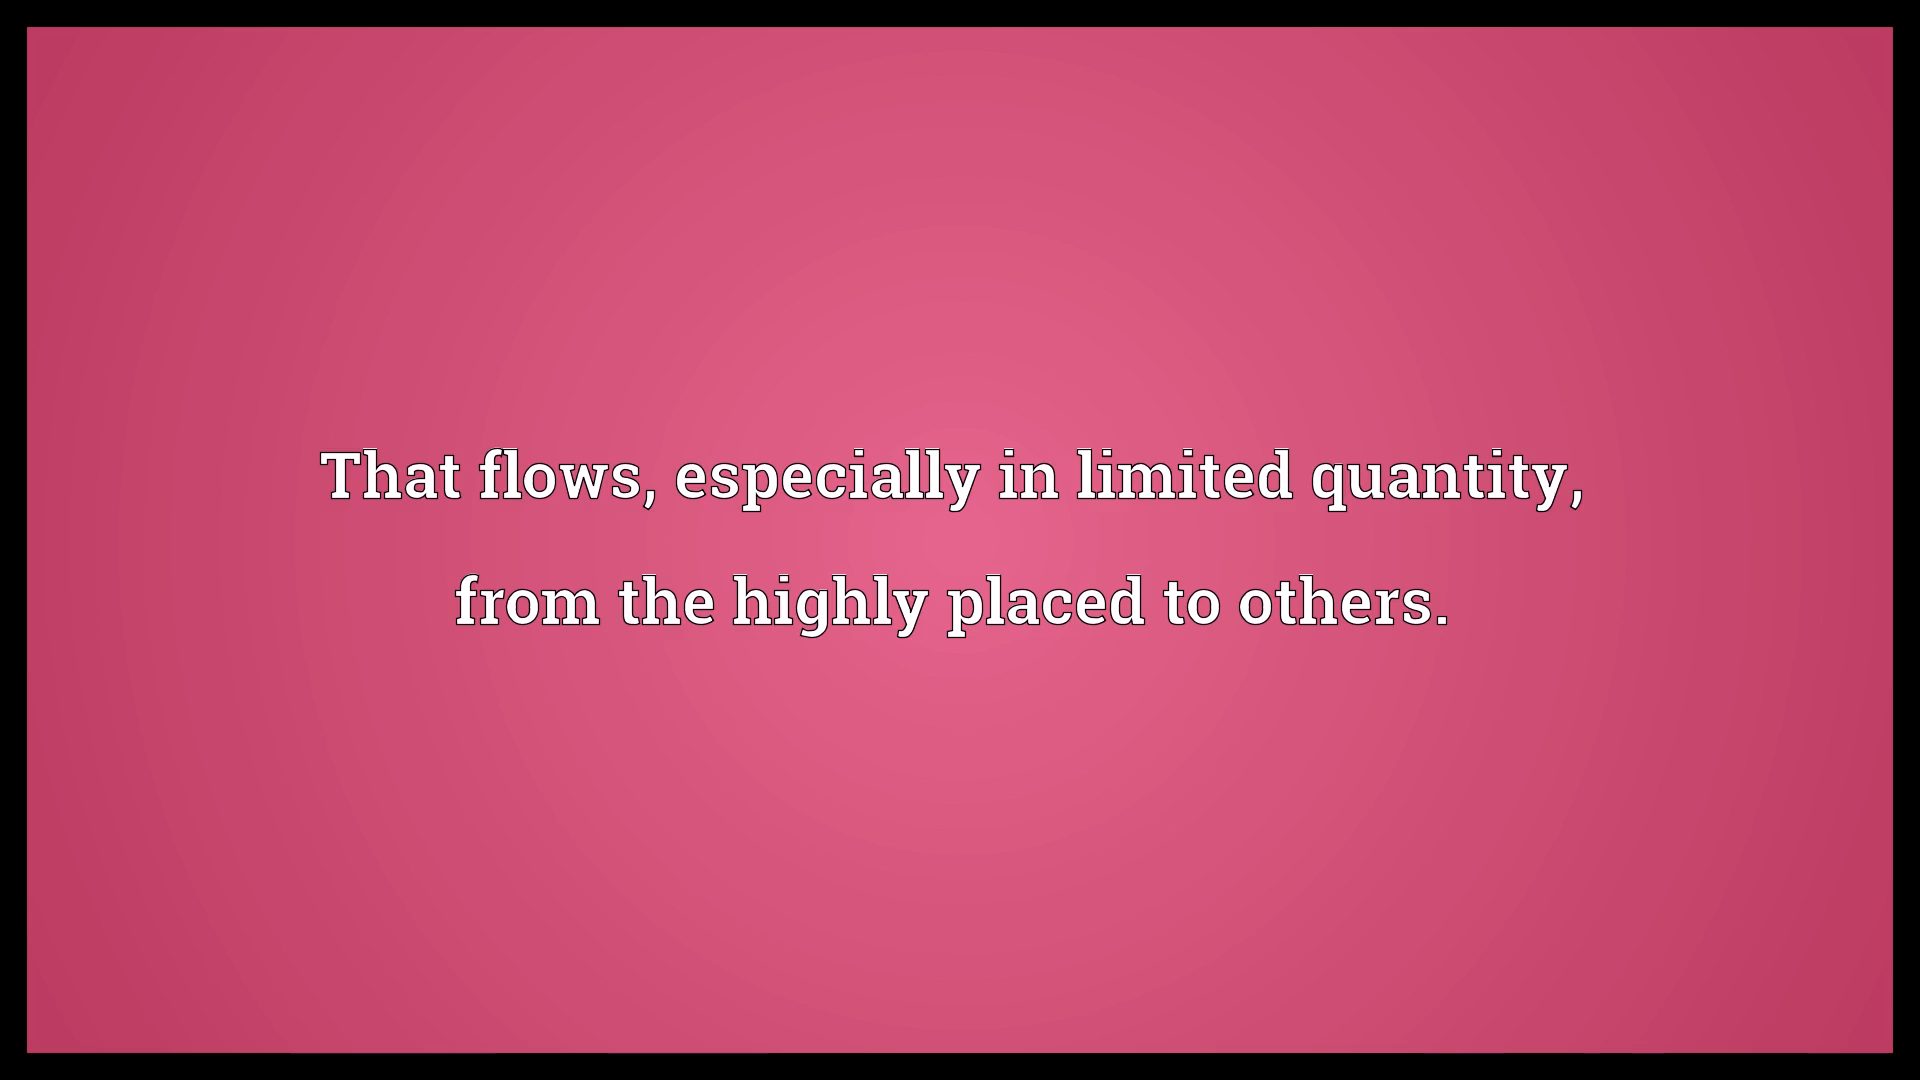 That flows, especially in limited quantity,
from the highly placed to others.